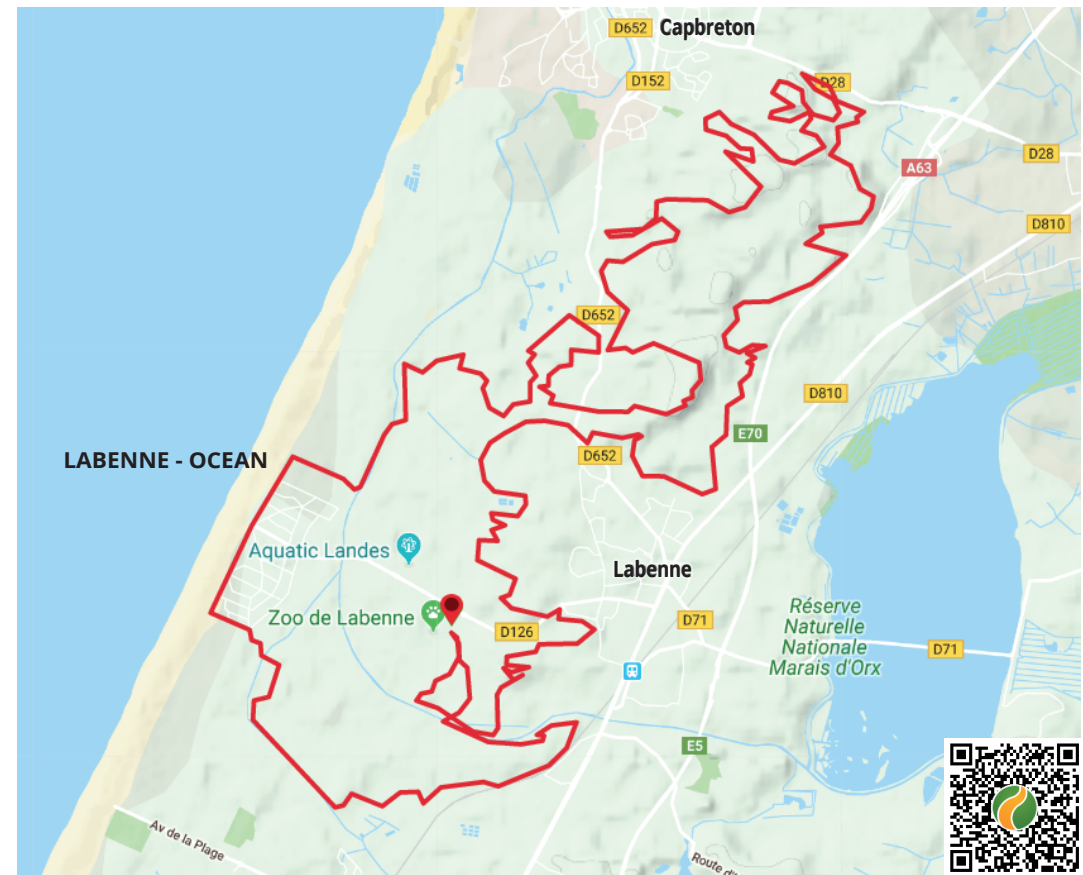 D652 Capbreton
D152
D28
D28
A63
D810
D652
D810
E70
LABENNE - OCEAN
D652
Aquatic Landes
Labenne
Zoo de Labenne
D126
D71
Réserve
Naturelle
Nationale
Marais d'Orx
D71
E5
Av de la Plage